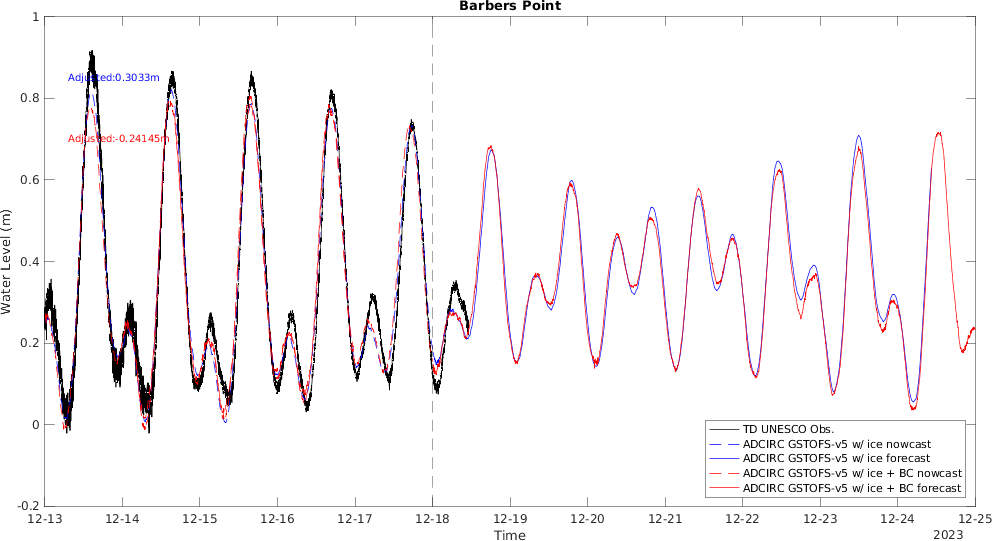 Barbers Point
1
0.8
0.6
0.4
0.2
0
-0.2
Water Level (m)
Adjusted:0.3033m
Adjusted:-0.24145m
TD UNESCO Obs.
ADCIRC GSTOFS-v5 w/ ice nowcast
ADCIRC GSTOFS-v5 w/ ice forecast
ADCIRC GSTOFS-v5 w/ ice + BC nowcast
ADCIRC GSTOFS-v5 w/ ice + BC forecast
12-13 12-14 12-15 12-16 12-17 12-18 12-19 12-20 12-21 12-22 12-23 12-24 12-25
Time
2023